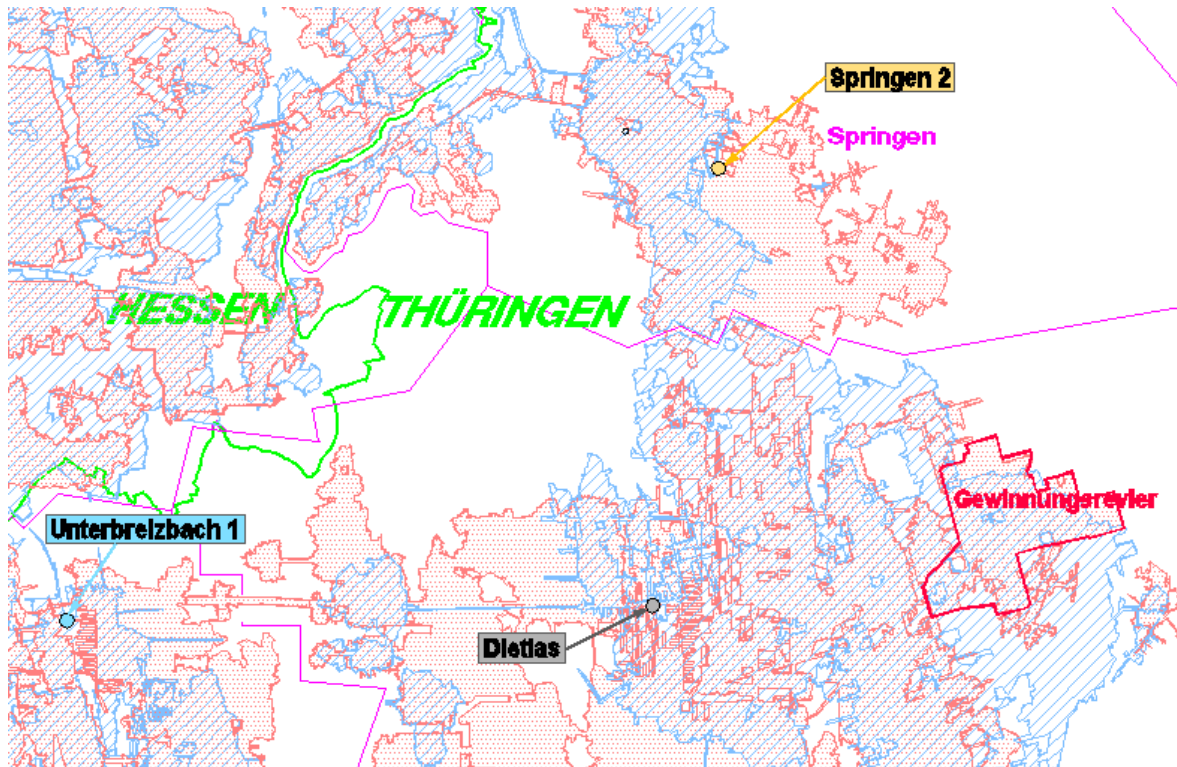 Springen 2
Springen
HESSEN
THÜRINGEN
Gewinnungsrevier
Unterbreizbach 1
Dietlas